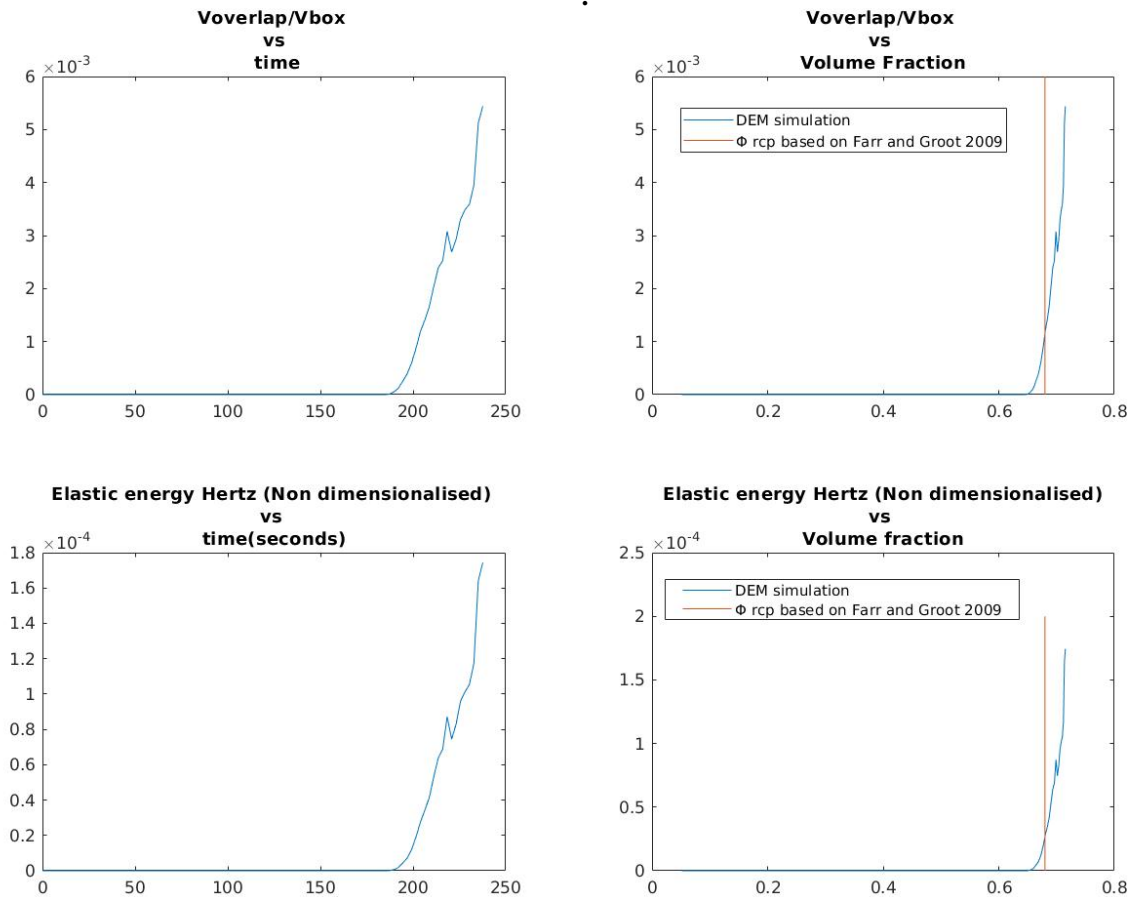 Voverlap/Vbox
vs
time
×10-3
6
5
4
3
2
1
0
0 50 100 150 200 250
Voverlap/Vbox
vs
Volume Fraction
×10-3
6
5
4
3
2
1
0
DEM simulation
Φ rcp based on Farr and Groot 2009
0 0.2 0.4 0.6 0.8
Elastic energy Hertz (Non dimensionalised)
vs
time(seconds)
×10-4
1.8
1.6
1.4
1.2
1
0.8
0.6
0.4
0.2
0
0 50 100 150 200 250
Elastic energy Hertz (Non dimensionalised)
vs
Volume fraction
×10-4
2.5
2
1.5
1
0.5
0
DEM simulation
Φ rcp based on Farr and Groot 2009
0 0.2 0.4 0.6 0.8